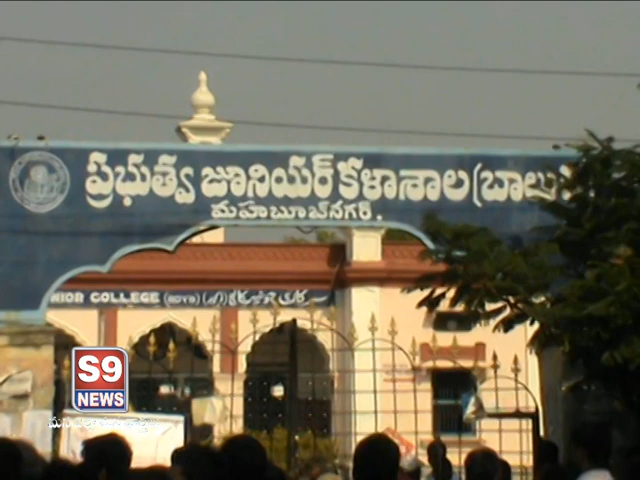 ప్రభుత్వ జూనియర్ కళాశాల (బాలుర
మహబూబ్‌నగర్.
NIOR COLLEGE (BOYS)
S9
NEWS